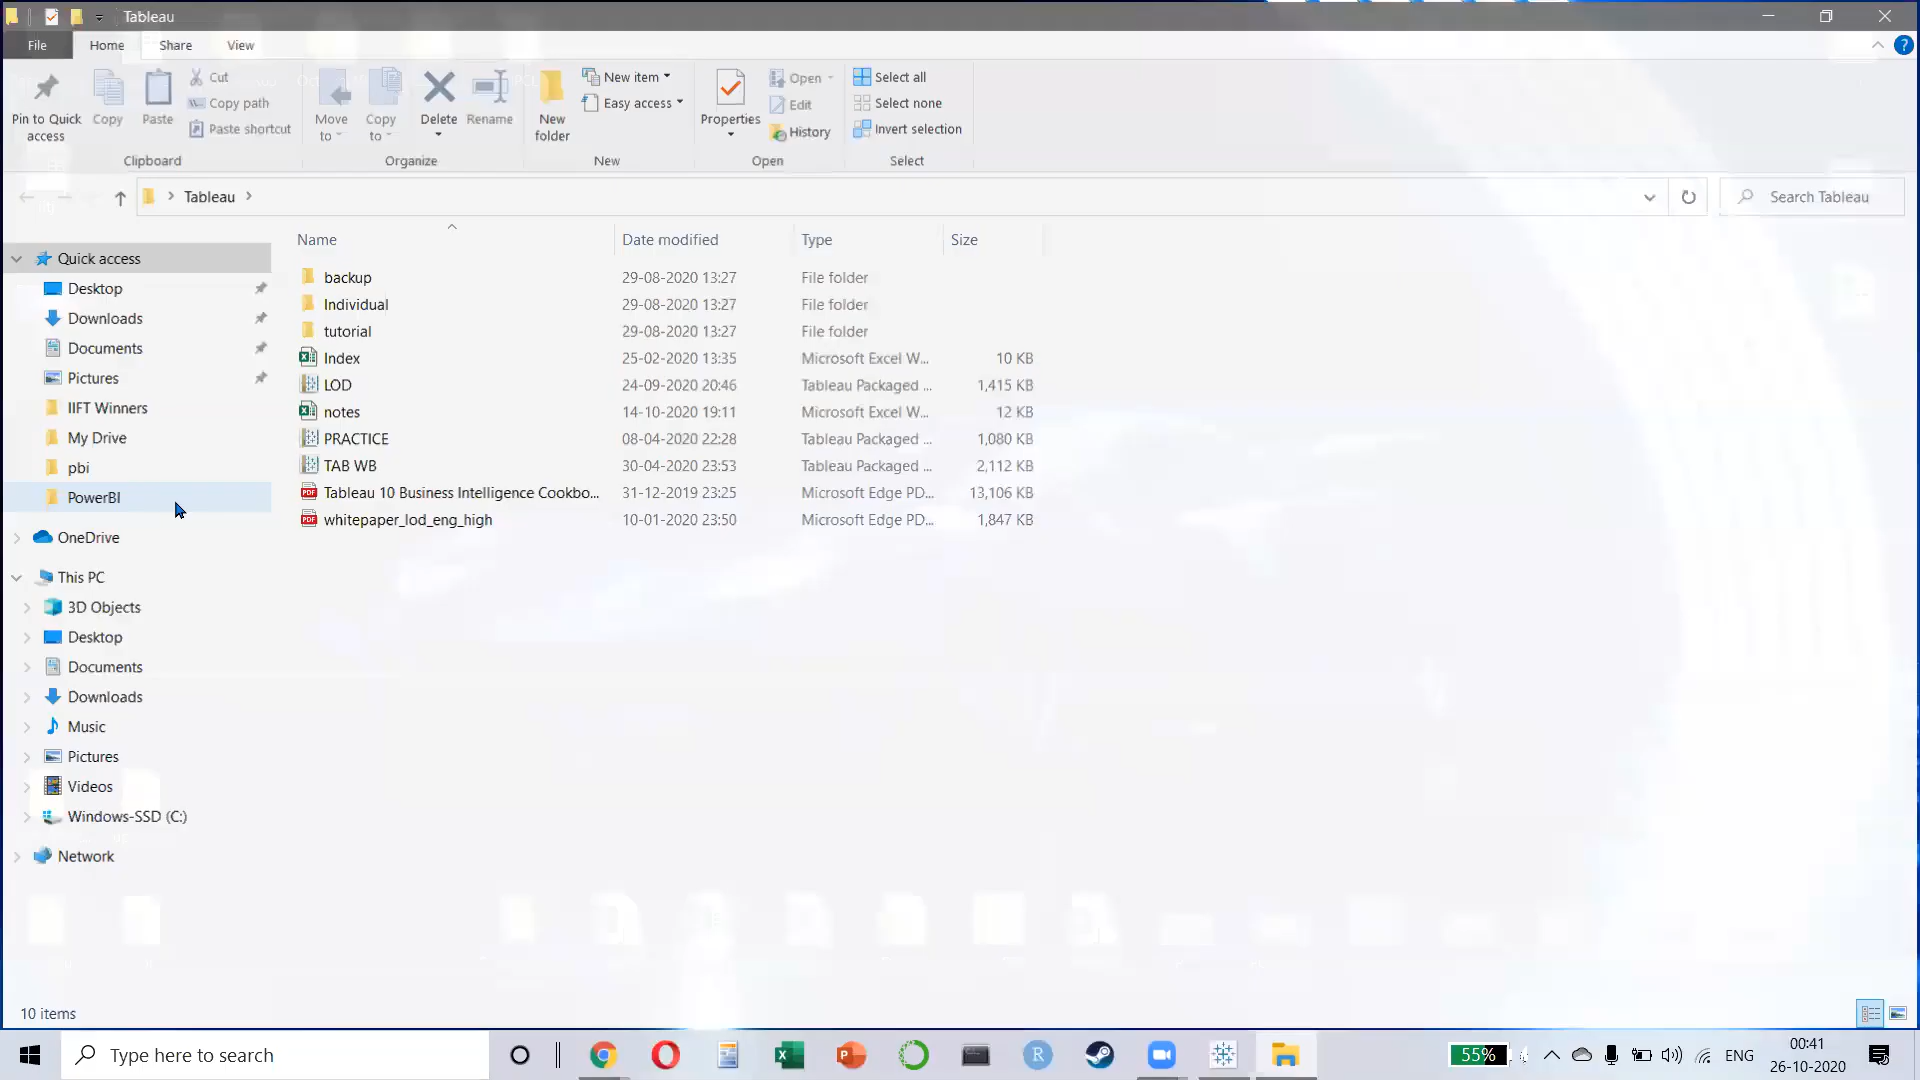 Tableau
File
Home
Share
View
Pin to Quick access
Copy
Paste
Cut
Copy path
Paste shortcut
Clipboard
Move to
Copy to
Delete
Rename
Organize
New folder
New item
Easy access
New
Properties
Open
Edit
History
Open
Select all
Select none
Invert selection
Select
Tableau
Search Tableau
Name Date modified Type Size
backup 29-08-2020 13:27 File folder
Individual 29-08-2020 13:27 File folder
tutorial 29-08-2020 13:27 File folder
Index 25-02-2020 13:35 Microsoft Excel W... 10 KB
LOD 24-09-2020 20:46 Tableau Packaged ... 1,415 KB
notes 14-10-2020 19:11 Microsoft Excel W... 12 KB
PRACTICE 08-04-2020 22:28 Tableau Packaged ... 1,080 KB
TAB WB 30-04-2020 23:53 Tableau Packaged ... 2,112 KB
Tableau 10 Business Intelligence Cookbo... 31-12-2019 23:25 Microsoft Edge PD... 13,106 KB
whitepaper_lod_eng_high 10-01-2020 23:50 Microsoft Edge PD... 1,847 KB
Quick access
Desktop
Downloads
Documents
Pictures
IIFT Winners
My Drive
pbi
PowerBI
OneDrive
This PC
3D Objects
Desktop
Documents
Downloads
Music
Pictures
Videos
Windows-SSD (C:)
Network
10 items
Type here to search
55%
ENG
00:41
26-10-2020